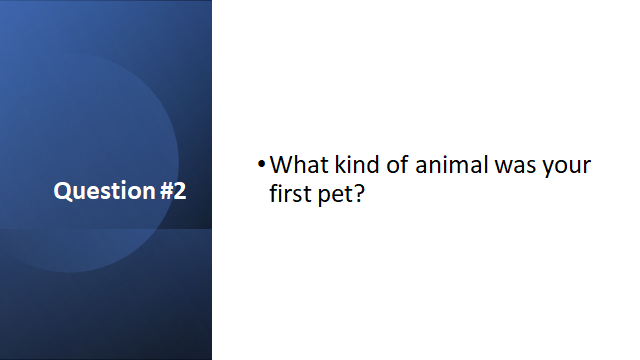 Question #2
•What kind of animal was your
first pet?